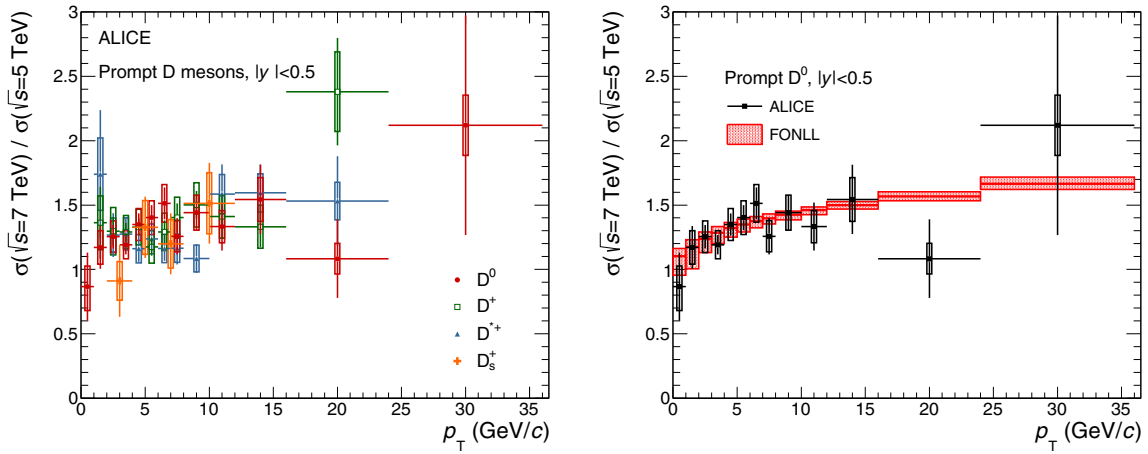 σ(√s=7 TeV) / σ(√s=5 TeV)
3
2.5
2
1.5
1
0.5
0
ALICE
Prompt D mesons, |y|<0.5
D⁰
D⁺
D*⁺
Dₛ⁺
0 5 10 15 20 25 30 35
p_T (GeV/c)
σ(√s=7 TeV) / σ(√s=5 TeV)
3
2.5
2
1.5
1
0.5
0
Prompt D⁰, |y|<0.5
ALICE
FONLL
0 5 10 15 20 25 30 35
p_T (GeV/c)